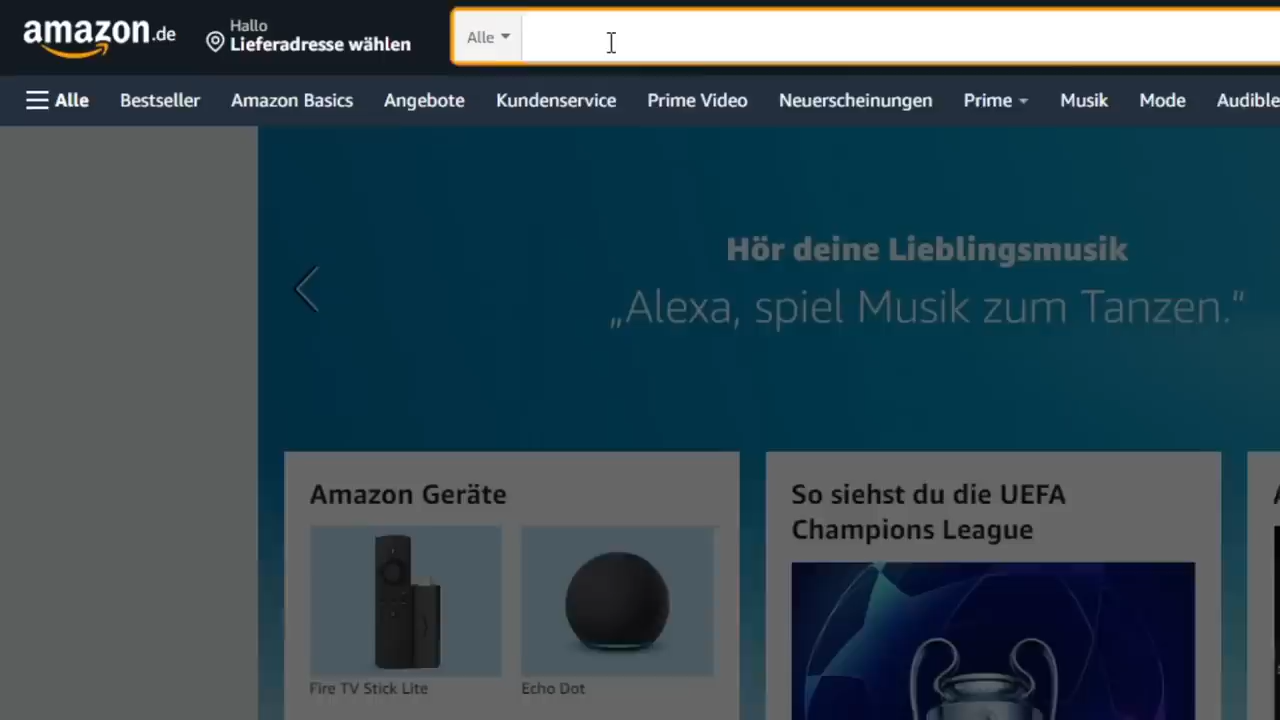 amazon.de
Hallo
Lieferadresse wählen
Alle
Alle Bestseller Amazon Basics Angebote Kundenservice Prime Video Neuerscheinungen Prime Musik Mode Audible
Hör deine Lieblingsmusik
„Alexa, spiel Musik zum Tanzen.“
Amazon Geräte
Fire TV Stick Lite
Echo Dot
So siehst du die UEFA
Champions League